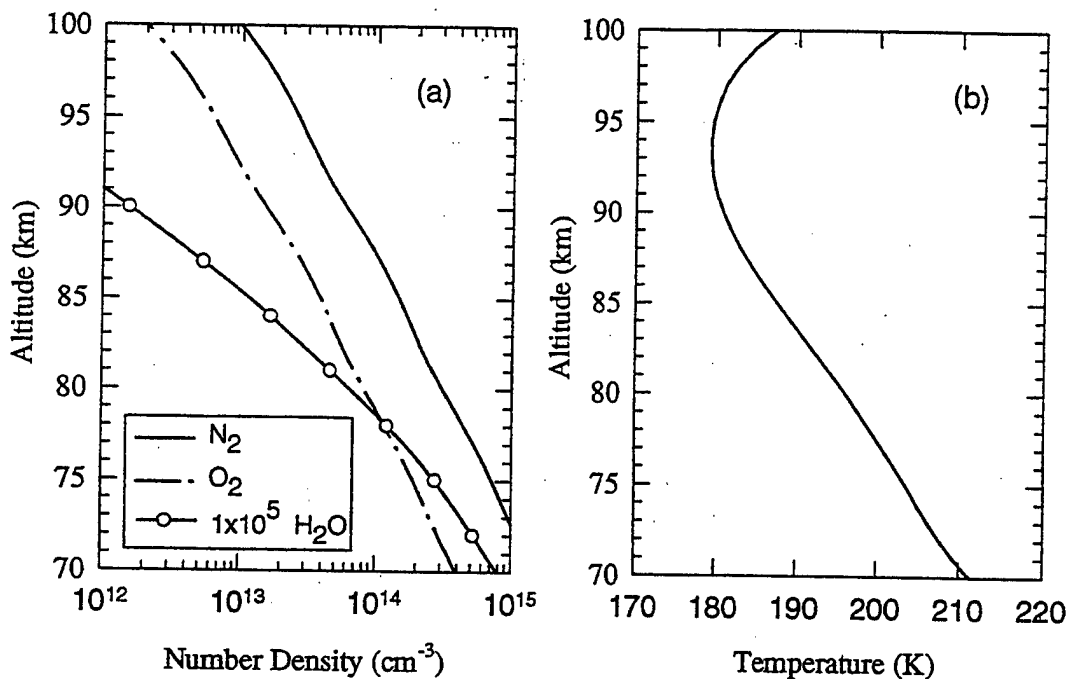 (a)
Altitude (km)
100
95
90
85
80
75
70
N2
O2
1x10^5 H2O
10^12
10^13
10^14
10^15
Number Density (cm^-3)
(b)
Altitude (km)
100
95
90
85
80
75
70
170
180
190
200
210
220
Temperature (K)